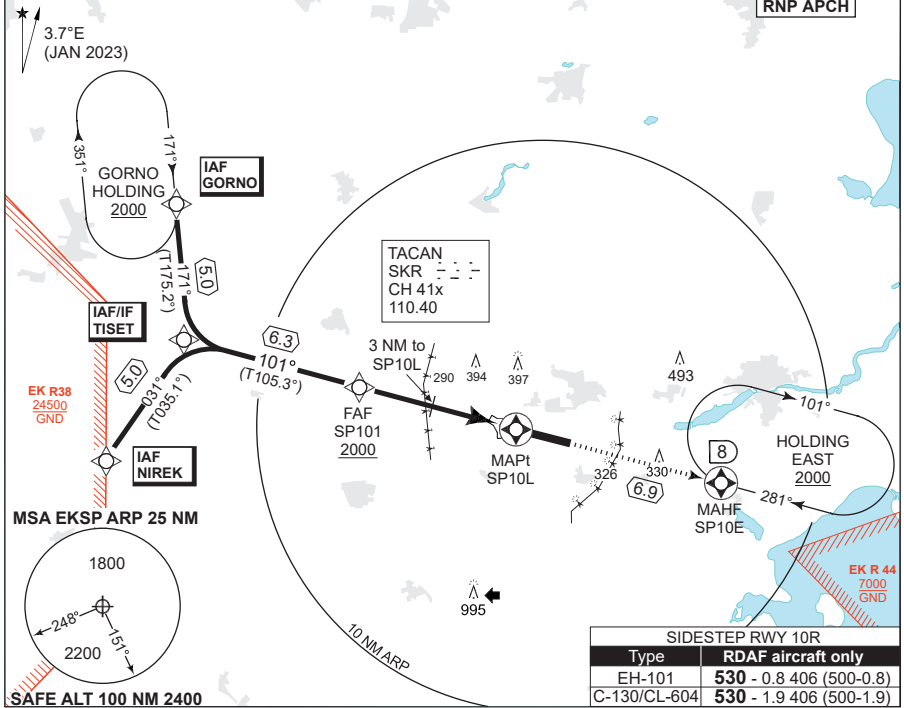 RNP APCH
3.7°E
(JAN 2023)
351°
171°
GORNO
HOLDING
2000
IAF
GORNO
171°
(T175.2°)
5.0
TACAN
SKR
CH 41x
110.40
IAF/IF
TISET
6.3
101°
(T105.3°)
3 NM to
SP10L
290
394
397
493
5.0
031°
(T035.1°)
EK R38
24500
GND
FAF
SP101
2000
101°
HOLDING
EAST
2000
MAPt
SP10L
8
326
330
6.9
281°
IAF
NIREK
MAHF
SP10E
MSA EKSP ARP 25 NM
1800
248°
151°
2200
EK R 44
7000
GND
995
10 NM ARP
SAFE ALT 100 NM 2400
SIDESTEP RWY 10R
Type RDAF aircraft only
EH-101 530 - 0.8 406 (500-0.8)
C-130/CL-604 530 - 1.9 406 (500-1.9)